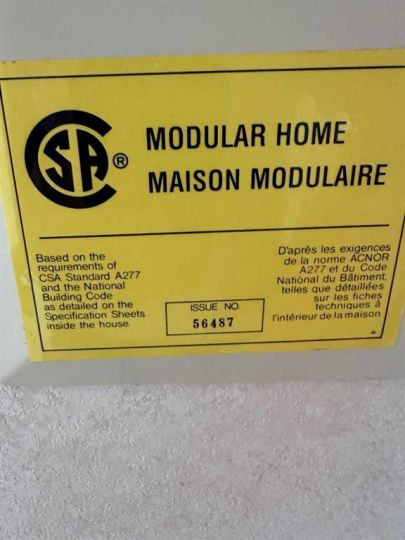 CSA®
MODULAR HOME
MAISON MODULAIRE
Based on the
requirements of
CSA Standard A277
and the National
Building Code
as detailed on the
Specification Sheets
inside the house.
ISSUE NO.
56487
D'après les exigences
de la norme ACNOR
A277 et du Code
National du Bâtiment,
telles que détaillées
sur les fiches
techniques à
l'intérieur de la maison.